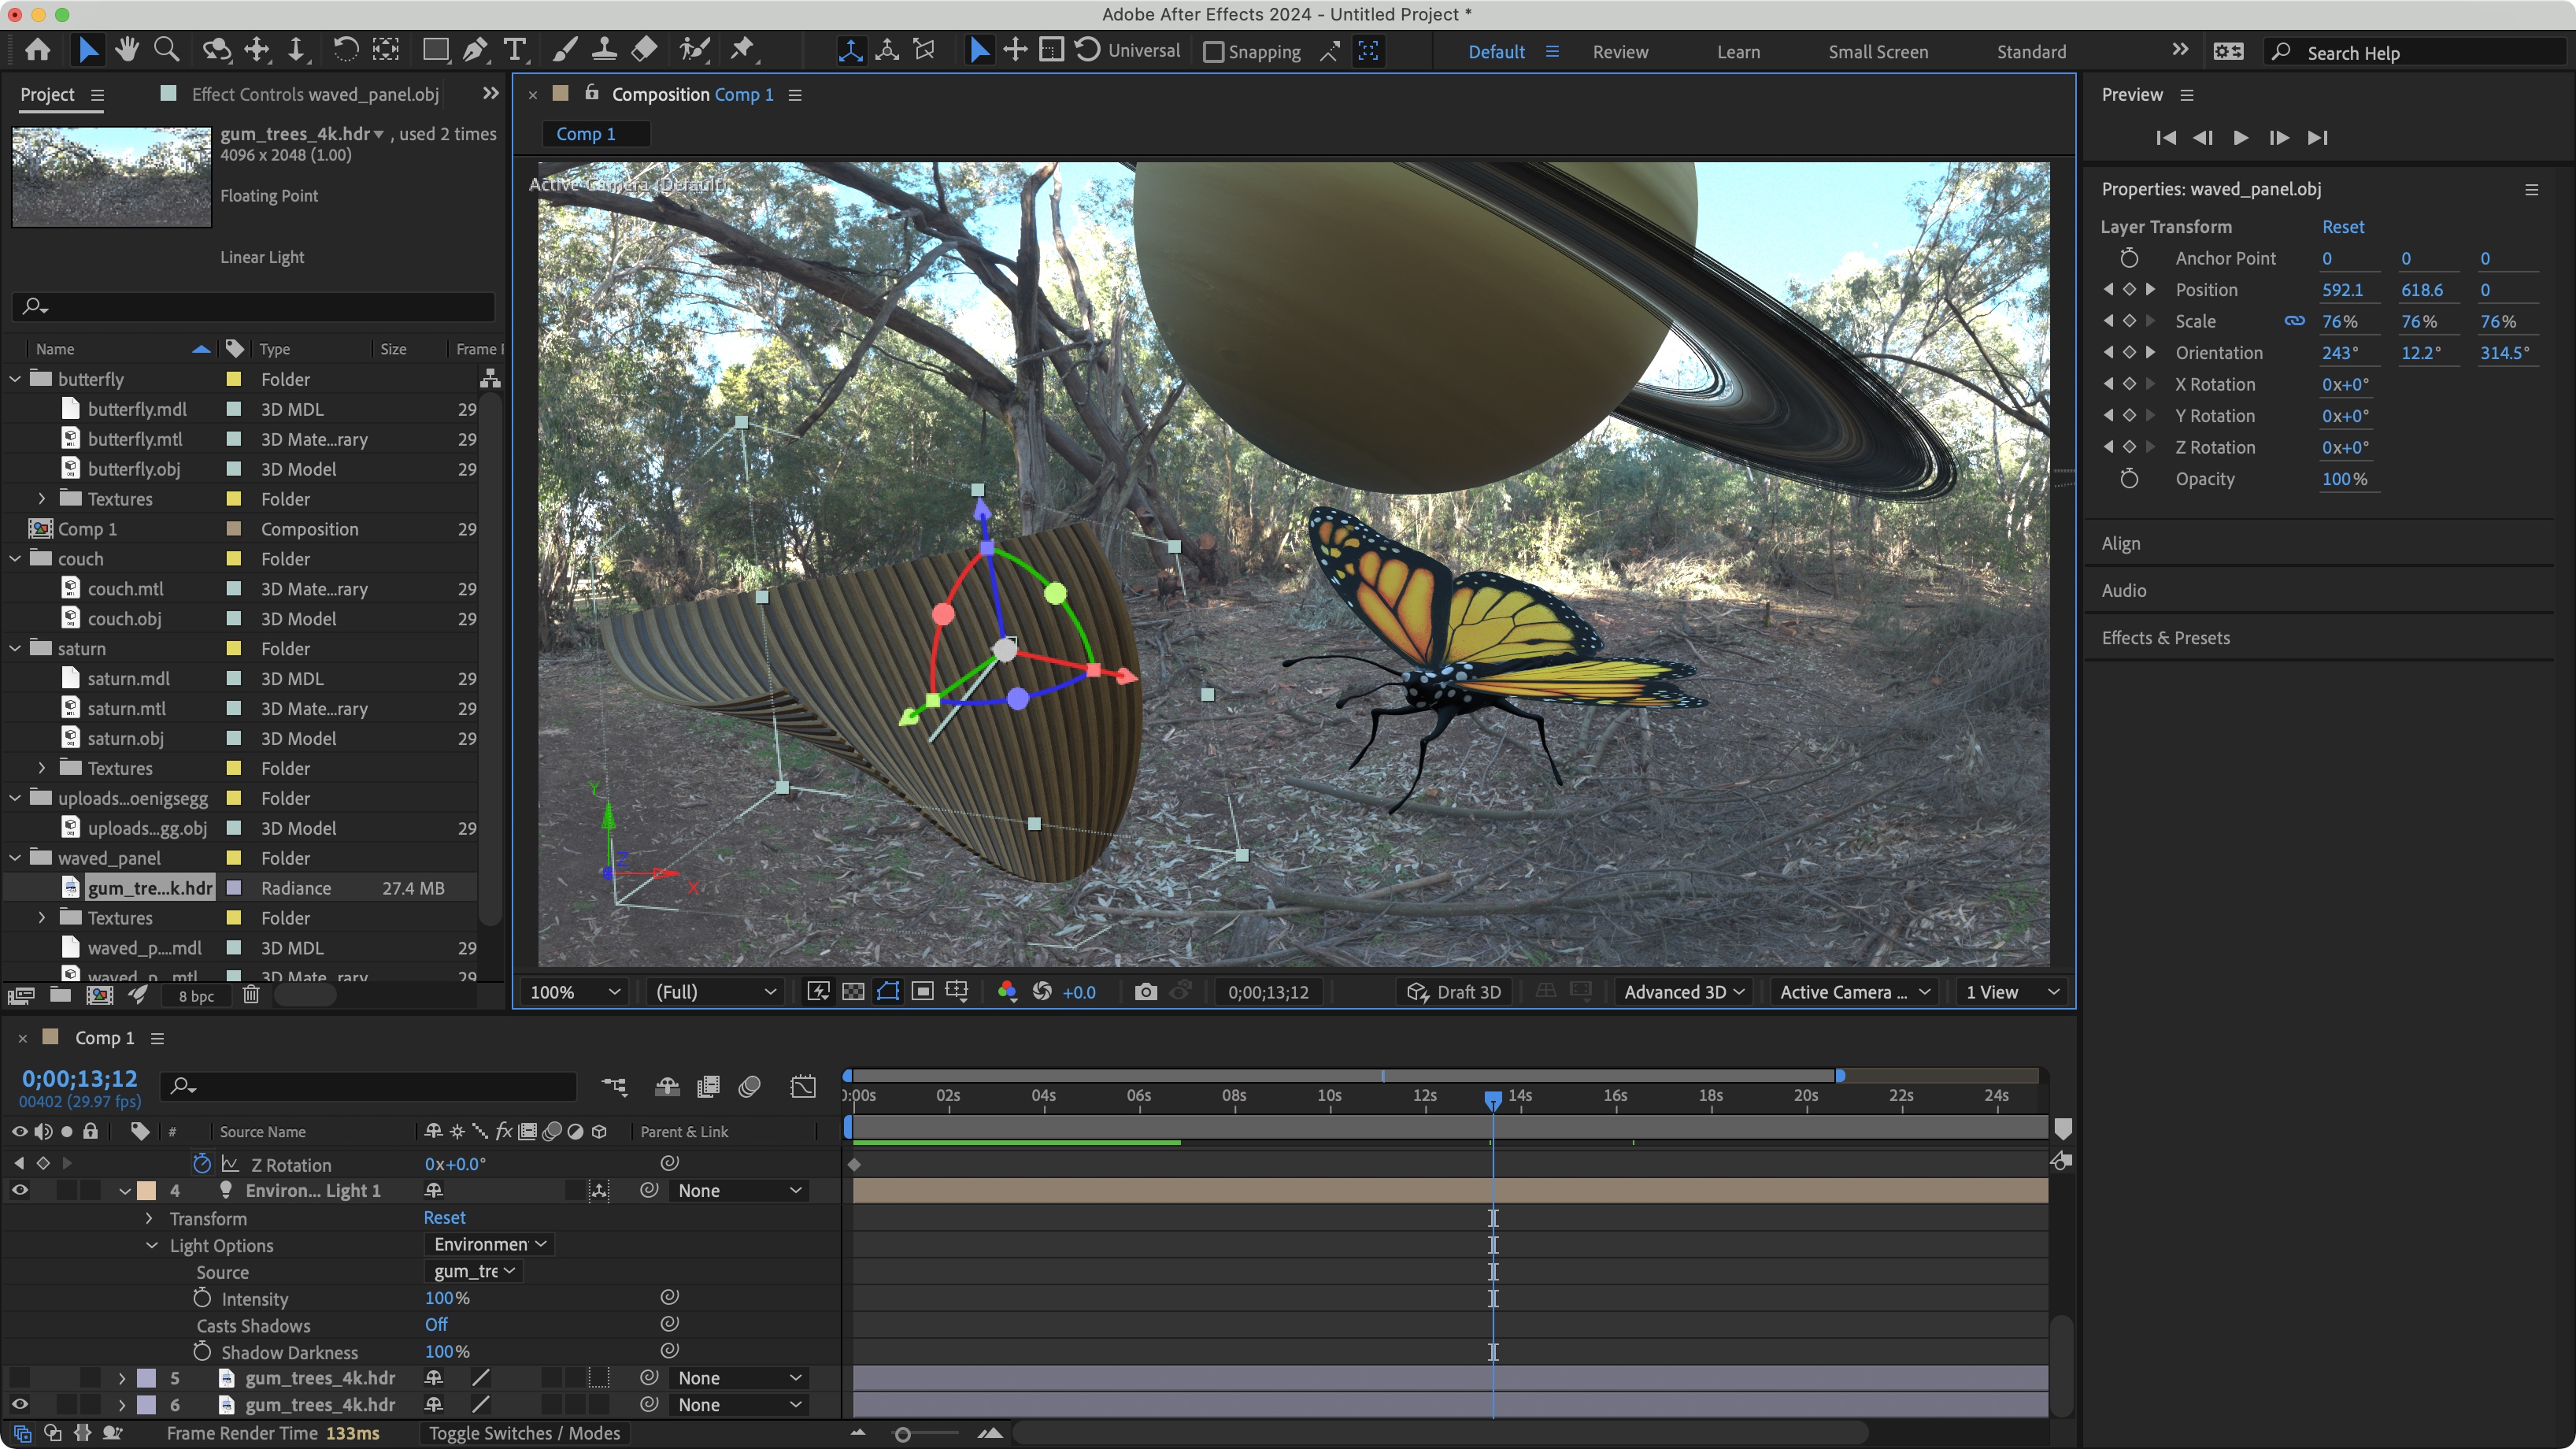 Adobe After Effects 2024 - Untitled Project *
Universal Snapping Default Review Learn Small Screen Standard Search Help
Project Effect Controls waved_panel.obj
gum_trees_4k.hdr , used 2 times
4096 x 2048 (1.00)
Floating Point
Linear Light
Name Type Size Frame
butterfly Folder
butterfly.mdl 3D MDL 29
butterfly.mtl 3D Mate...rary 29
butterfly.obj 3D Model 29
Textures Folder
Comp 1 Composition 29
couch Folder
couch.mtl 3D Mate...rary 29
couch.obj 3D Model 29
saturn Folder
saturn.mdl 3D MDL 29
saturn.mtl 3D Mate...rary 29
saturn.obj 3D Model 29
Textures Folder
uploads...oenigsegg Folder
uploads...gg.obj 3D Model 29
waved_panel Folder
gum_tre...k.hdr Radiance 27.4 MB
Textures Folder
waved_p....mdl 3D MDL 29
waved_p...mtl 3D Mate...rary 29
8 bpc
Composition Comp 1
Comp 1
Active Camera (Default)
Y
Z
X
100% (Full) +0.0 0;00;13;12 Draft 3D Advanced 3D Active Camera ... 1 View
Preview
Properties: waved_panel.obj
Layer Transform Reset
Anchor Point 0 0 0
Position 592.1 618.6 0
Scale 76% 76% 76%
Orientation 243° 12.2° 314.5°
X Rotation 0x+0°
Y Rotation 0x+0°
Z Rotation 0x+0°
Opacity 100%
Align
Audio
Effects & Presets
Comp 1
0;00;13;12
00402 (29.97 fps)
0:00s 02s 04s 06s 08s 10s 12s 14s 16s 18s 20s 22s 24s
# Source Name fx Parent & Link
Z Rotation 0x+0.0°
4 Environ... Light 1 None
Transform Reset
Light Options Environmen
Source gum_tre
Intensity 100%
Casts Shadows Off
Shadow Darkness 100%
5 gum_trees_4k.hdr None
6 gum_trees_4k.hdr None
Frame Render Time 133ms Toggle Switches / Modes